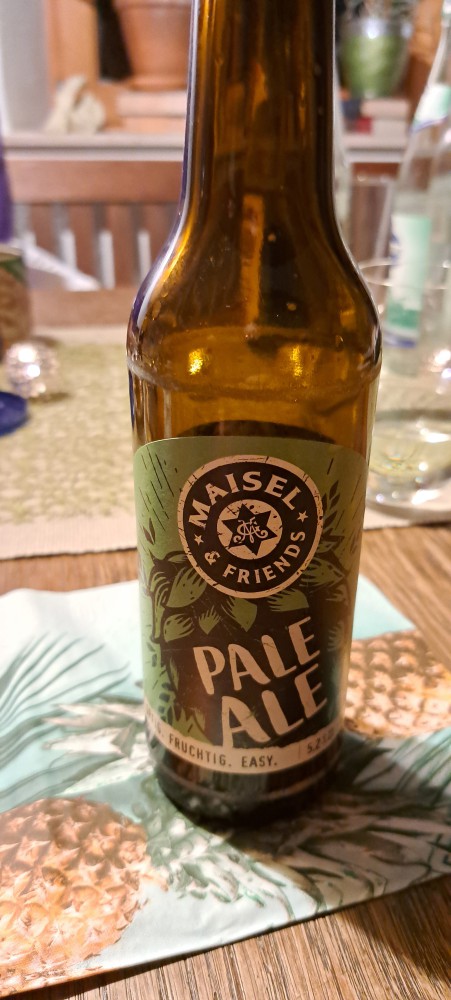 MAISEL
& FRIENDS
PALE
ALE
FRUCHTIG. EASY.